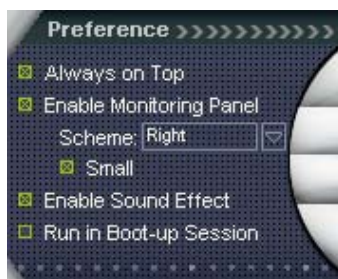 Preference >>>>>>>>>>>>
Always on Top
Enable Monitoring Panel
Scheme: Right
Small
Enable Sound Effect
Run in Boot-up Session